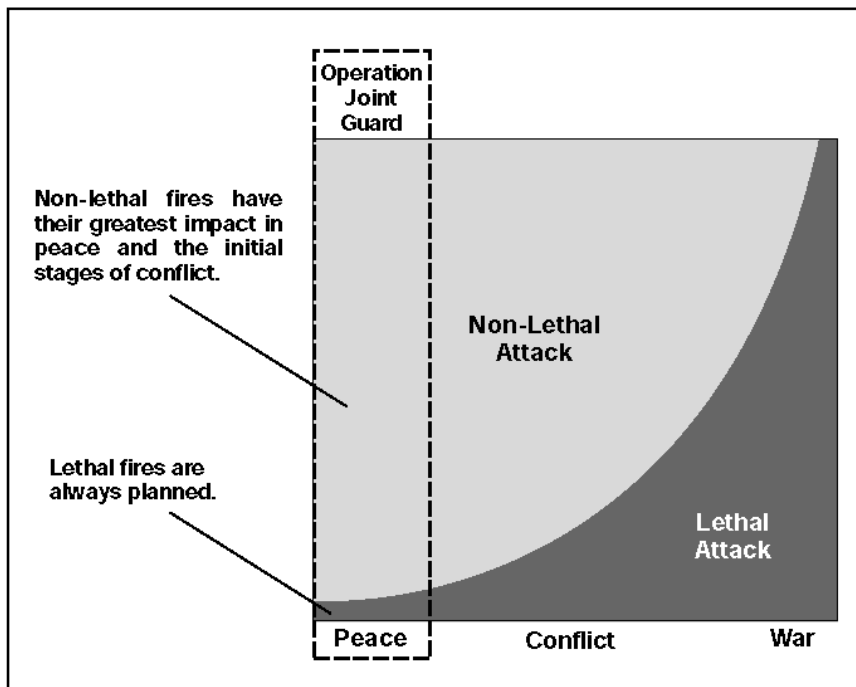 Operation
Joint
Guard
Non-lethal fires have
their greatest impact in
peace and the initial
stages of conflict.
Non-Lethal
Attack
Lethal fires are
always planned.
Lethal
Attack
Peace
Conflict
War